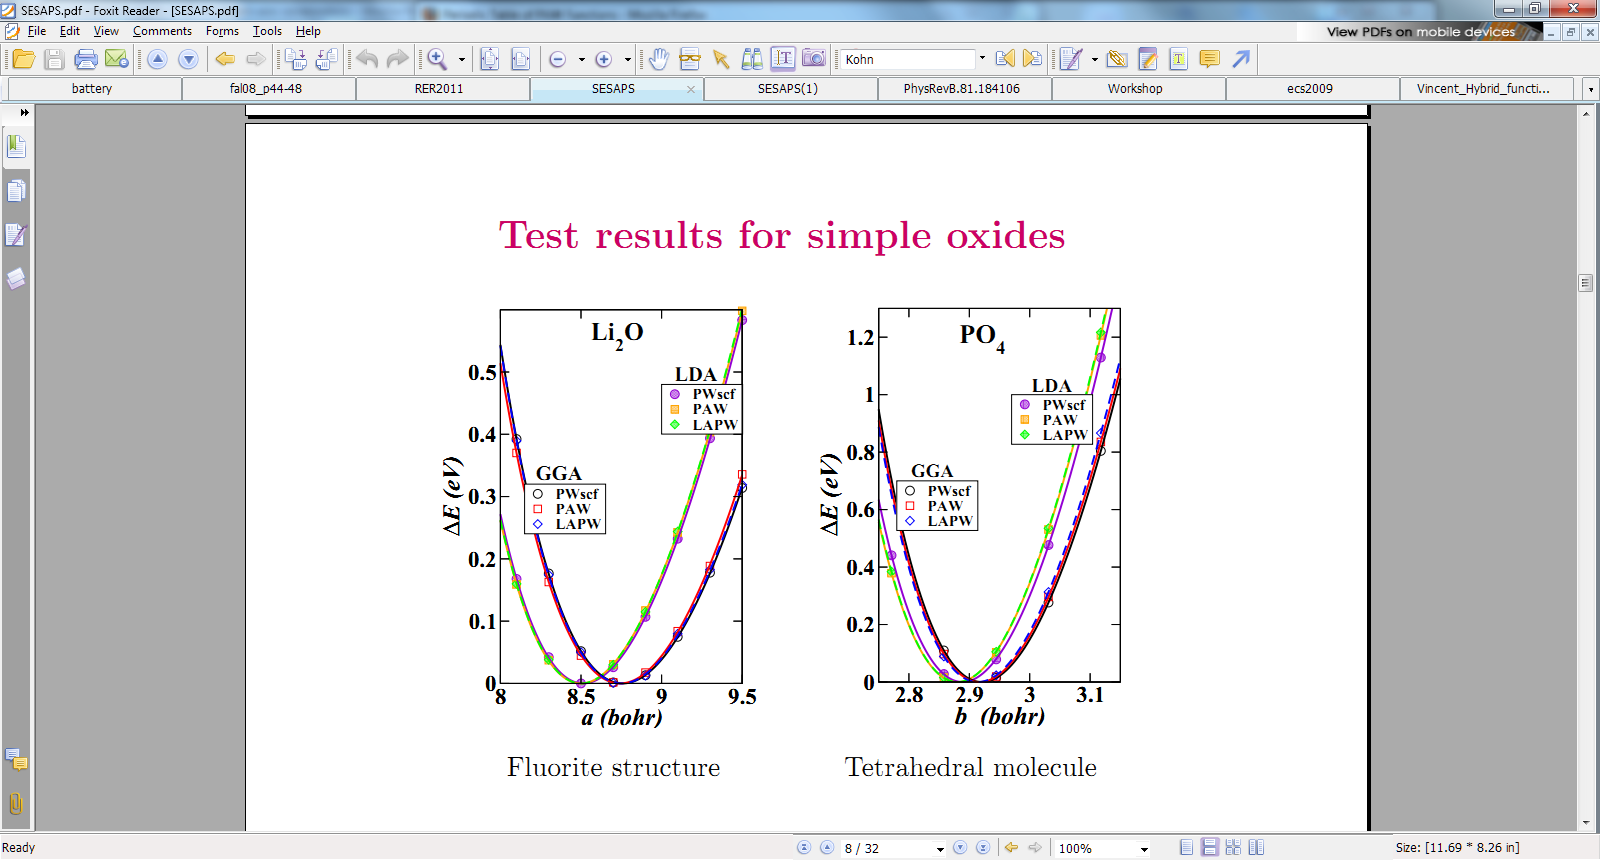 SESAPS.pdf - Foxit Reader - [SESAPS.pdf]
File Edit View Comments Forms Tools Help
View PDFs on mobile devices
Kohn
battery fal08_p44-48 RER2011 SESAPS SESAPS(1) PhysRevB.81.184106 Workshop ecs2009 Vincent_Hybrid_functi...
Test results for simple oxides
Li2O
LDA
PWscf
PAW
LAPW
GGA
PWscf
PAW
LAPW
ΔE (eV)
0.5
0.4
0.3
0.2
0.1
0
8 8.5 9 9.5
a (bohr)
Fluorite structure
PO4
LDA
PWscf
PAW
LAPW
GGA
PWscf
PAW
LAPW
ΔE (eV)
1.2
1
0.8
0.6
0.4
0.2
0
2.8 2.9 3 3.1
b (bohr)
Tetrahedral molecule
Ready
8 / 32
100%
Size: [11.69 * 8.26 in]